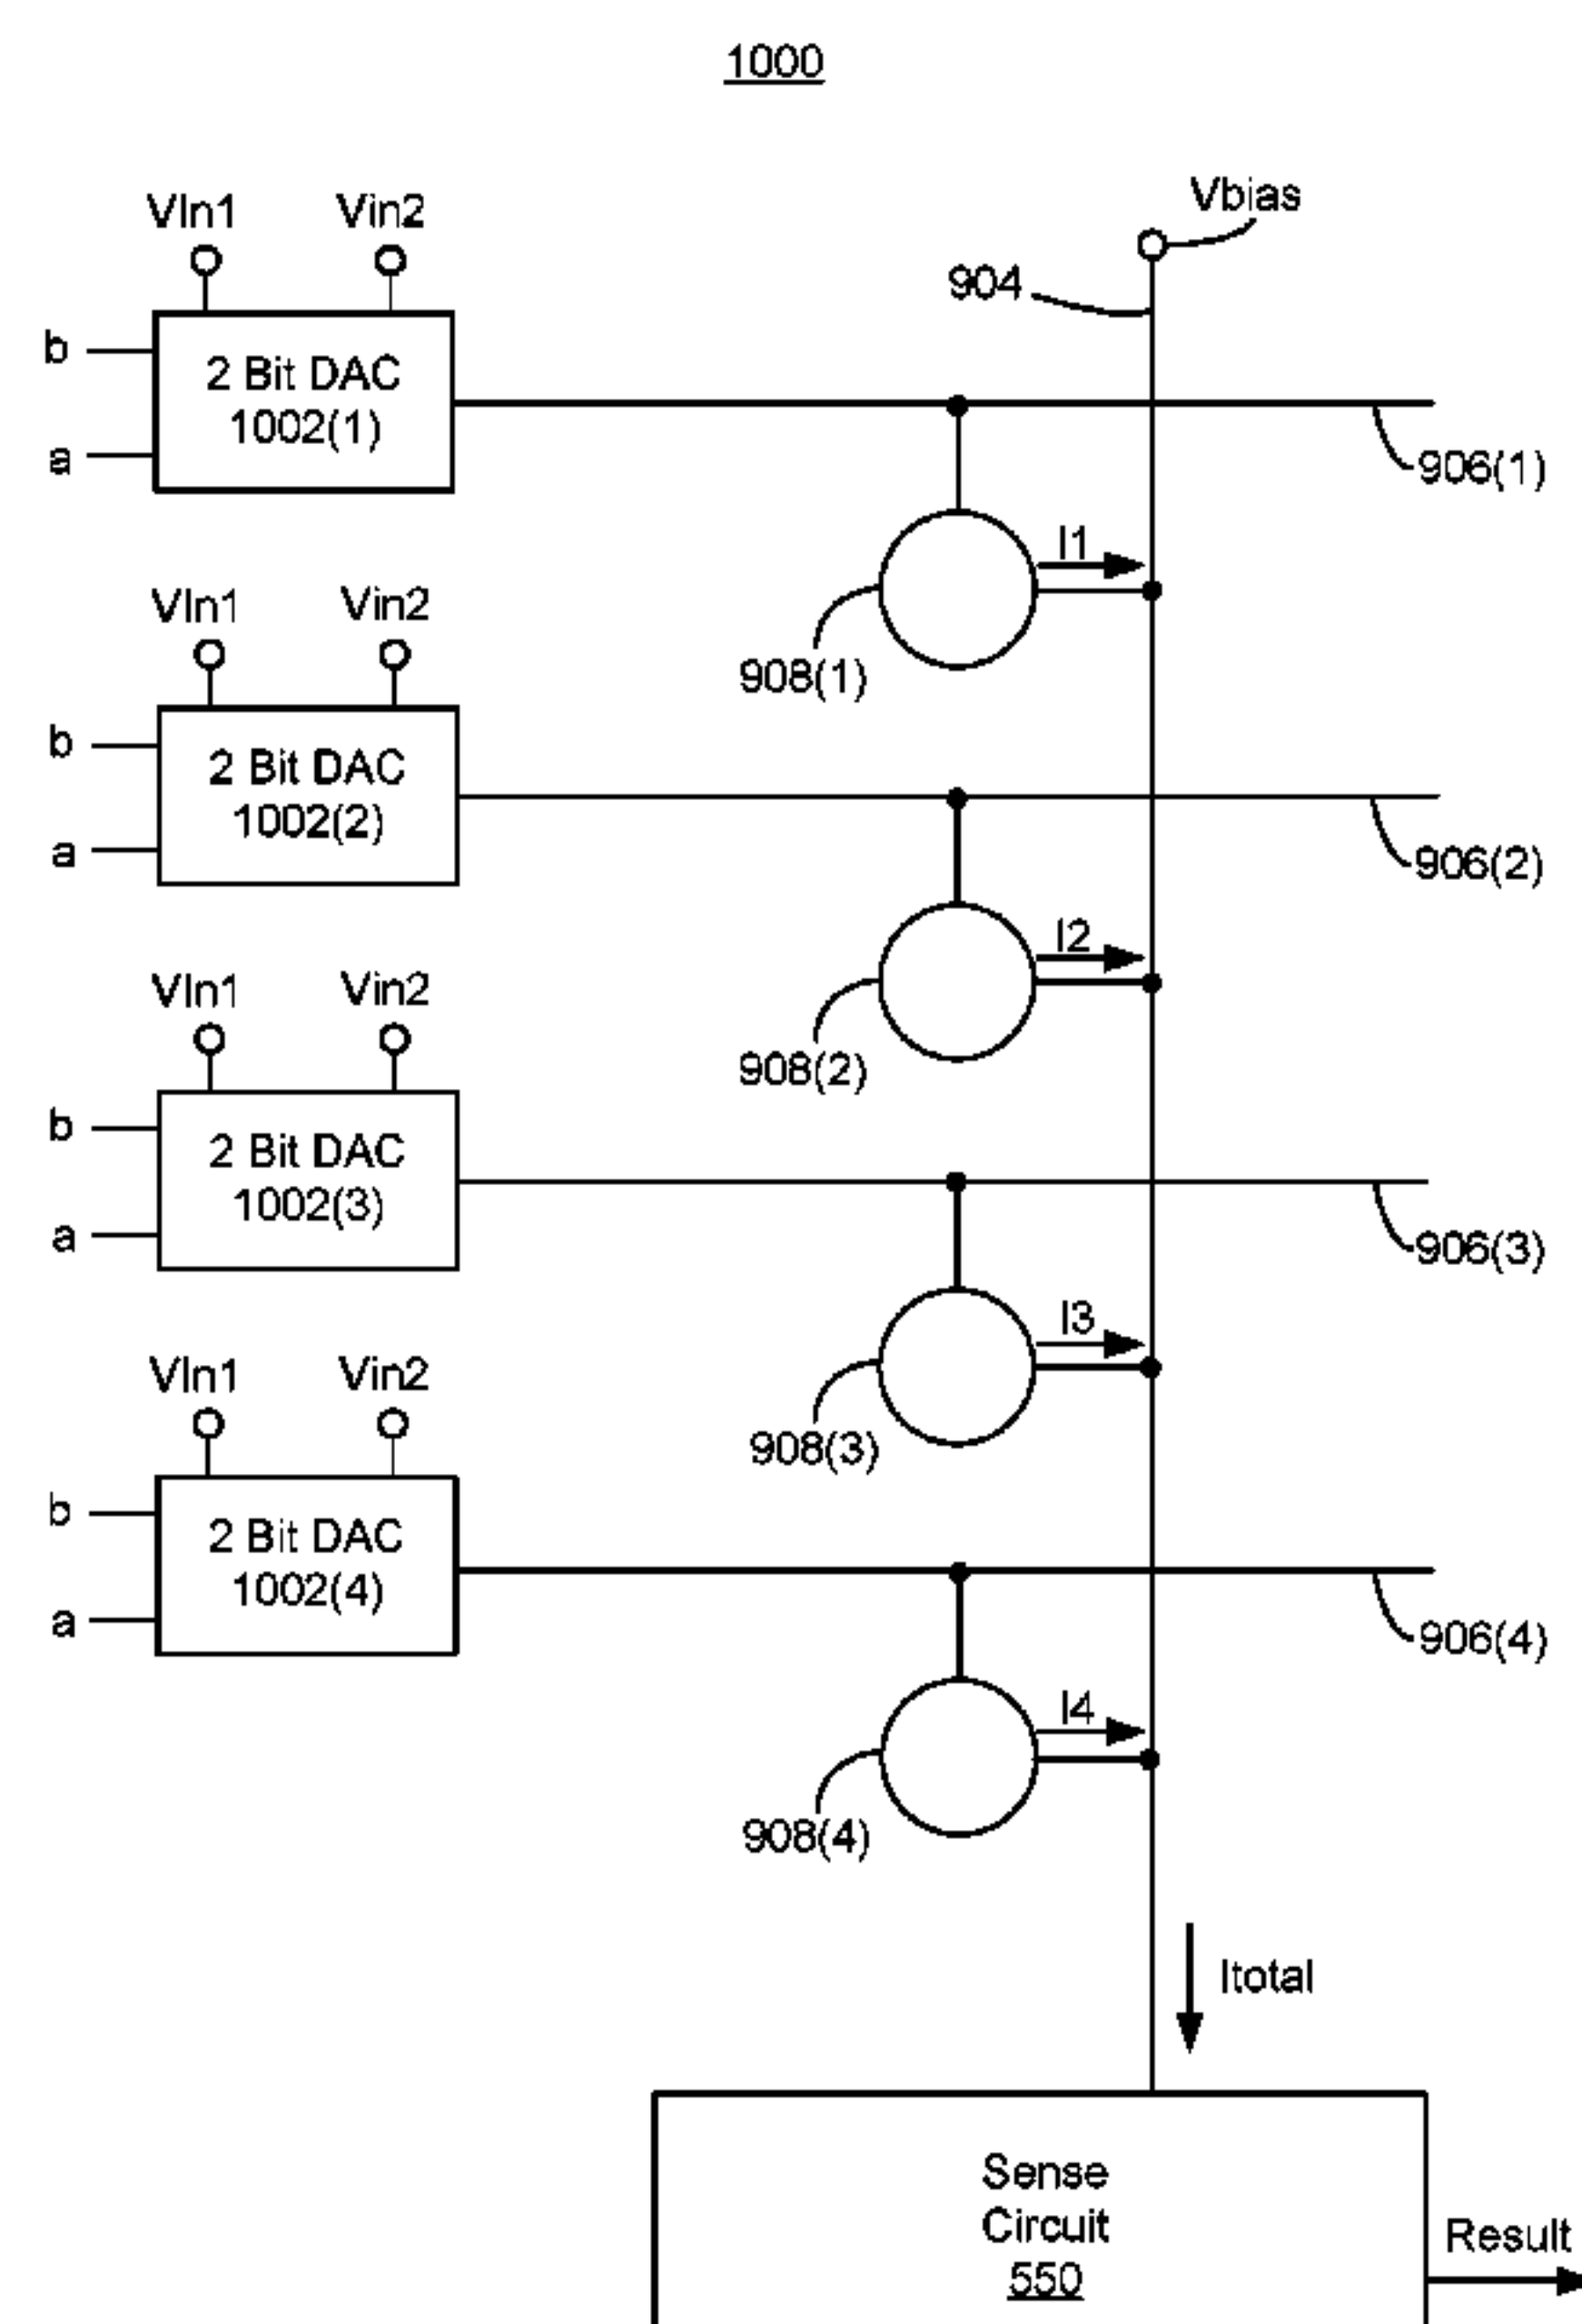 1000
Vbias
904
VIn1 Vin2
b
a
2 Bit DAC
1002(1)
906(1)
I1
908(1)
VIn1 Vin2
b
a
2 Bit DAC
1002(2)
906(2)
I2
908(2)
VIn1 Vin2
b
a
2 Bit DAC
1002(3)
906(3)
I3
908(3)
VIn1 Vin2
b
a
2 Bit DAC
1002(4)
906(4)
I4
908(4)
Itotal
Sense
Circuit
550
Result